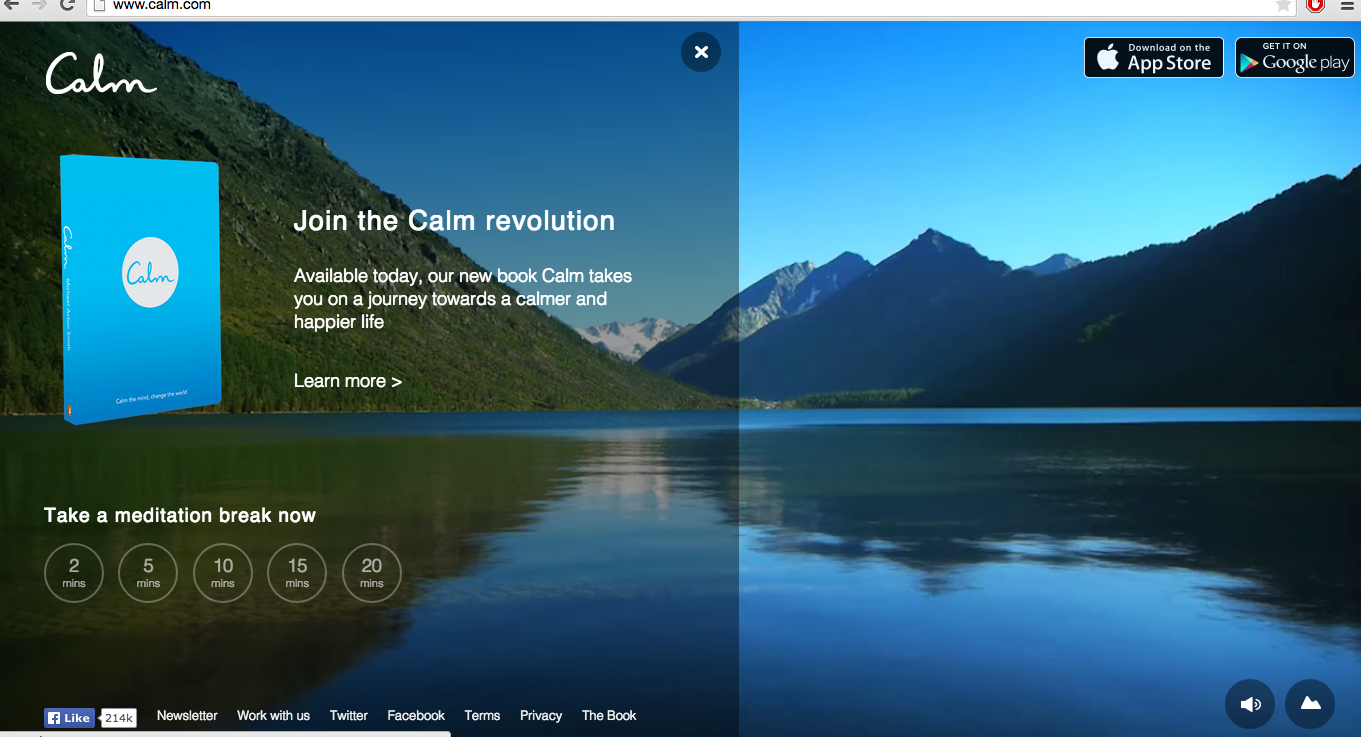 www.calm.com
Calm
Download on the
App Store
GET IT ON
Google play
Calm
Calm
Calm the mind, change the world
Join the Calm revolution
Available today, our new book Calm takes
you on a journey towards a calmer and
happier life
Learn more >
Take a meditation break now
2
mins
5
mins
10
mins
15
mins
20
mins
Like
214k
Newsletter
Work with us
Twitter
Facebook
Terms
Privacy
The Book